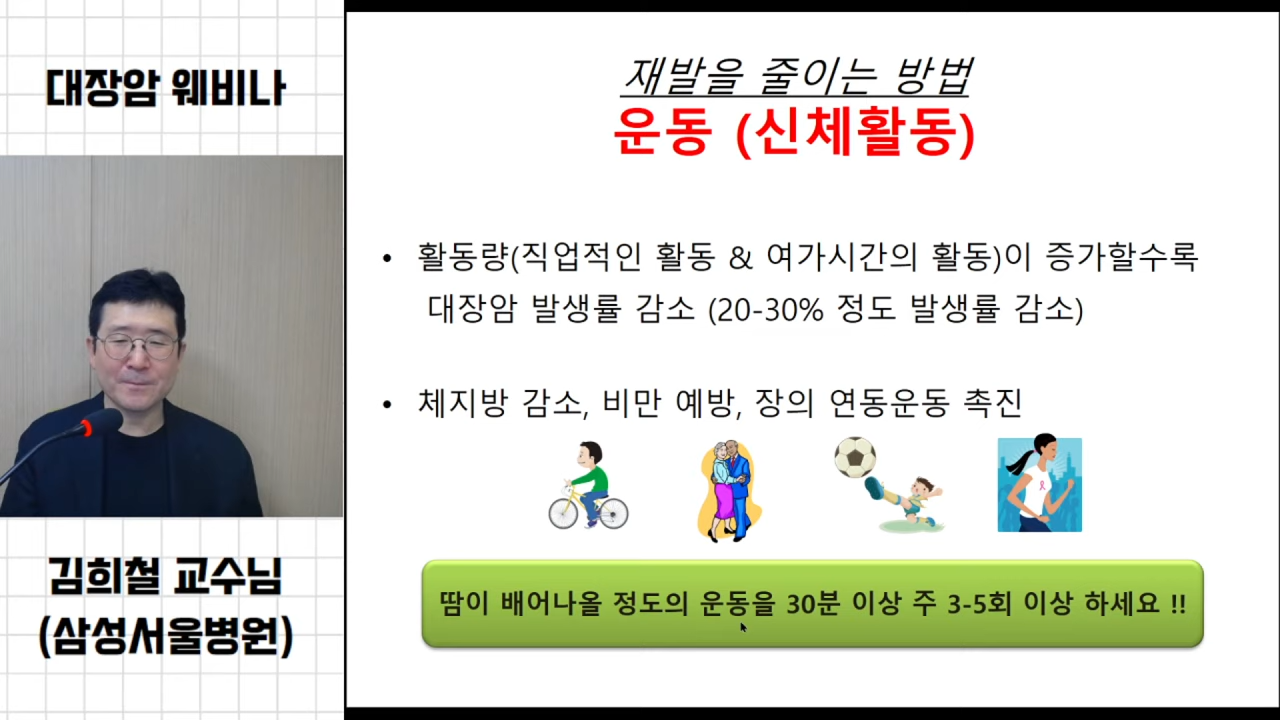 대장암 웨비나
김희철 교수님
(삼성서울병원)
재발을 줄이는 방법
운동 (신체활동)
• 활동량(직업적인 활동 & 여가시간의 활동)이 증가할수록
대장암 발생률 감소 (20-30% 정도 발생률 감소)
• 체지방 감소, 비만 예방, 장의 연동운동 촉진
땀이 배어나올 정도의 운동을 30분 이상 주 3-5회 이상 하세요 !!